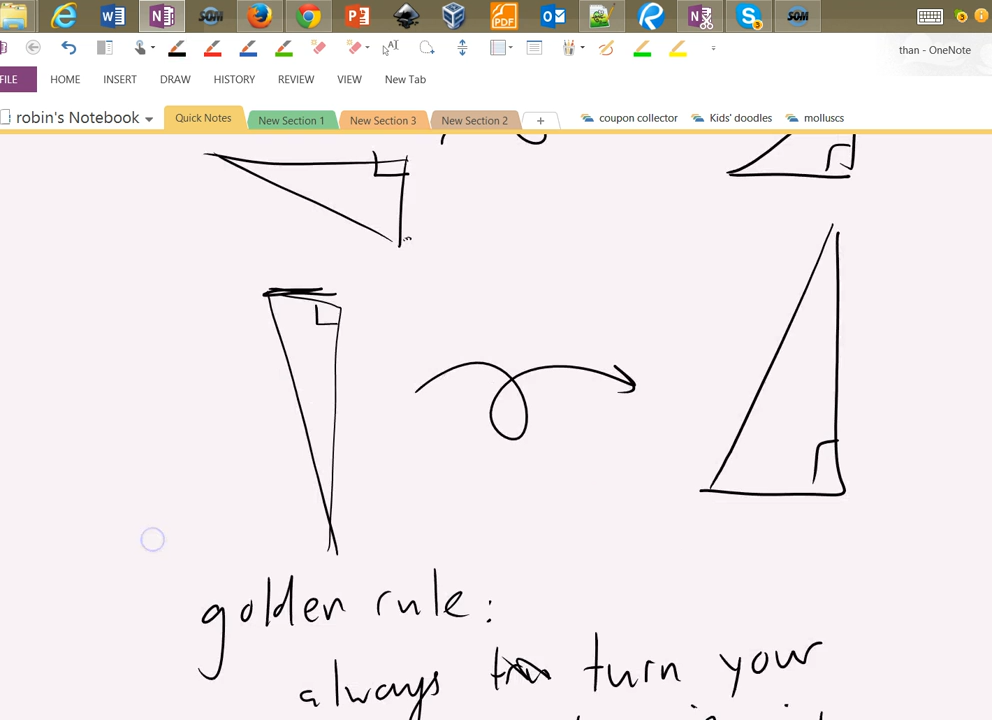 than - OneNote
FILE HOME INSERT DRAW HISTORY REVIEW VIEW New Tab
robin's Notebook Quick Notes New Section 1 New Section 3 New Section 2 + coupon collector Kids' doodles molluscs
golden rule:
always turn your